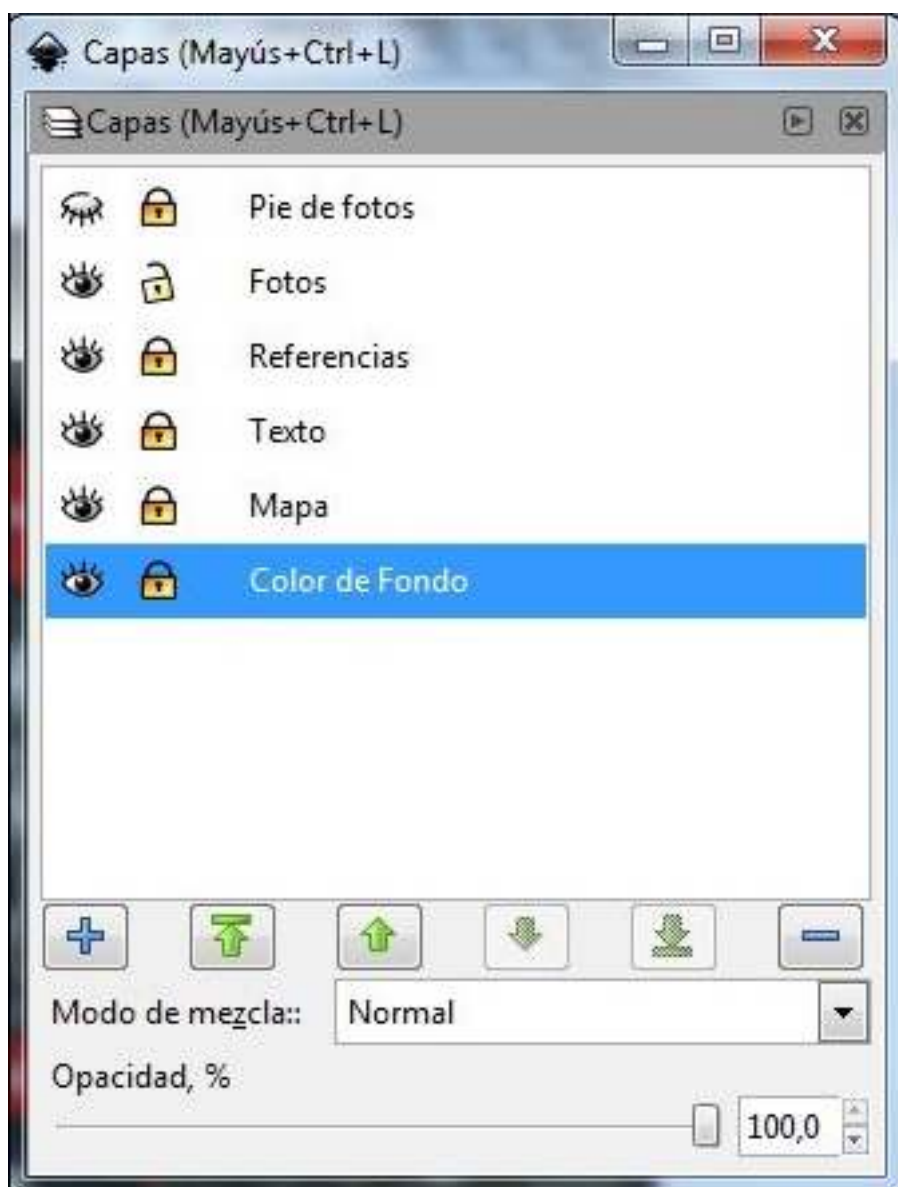 Capas (Mayús+Ctrl+L)
Capas (Mayús+Ctrl+L)
Pie de fotos
Fotos
Referencias
Texto
Mapa
Color de Fondo
Modo de mezcla:: Normal
Opacidad, %
100,0